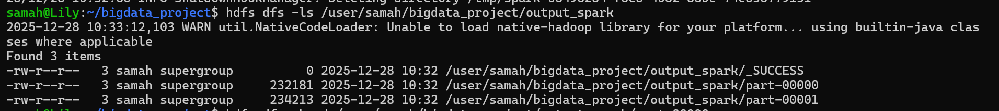 samah@Lily:~/bigdata_project$ hdfs dfs -ls /user/samah/bigdata_project/output_spark
2025-12-28 10:33:12,103 WARN util.NativeCodeLoader: Unable to load native-hadoop library for your platform... using builtin-java clas
ses where applicable
Found 3 items
-rw-r--r--   3 samah supergroup          0 2025-12-28 10:32 /user/samah/bigdata_project/output_spark/_SUCCESS
-rw-r--r--   3 samah supergroup     232181 2025-12-28 10:32 /user/samah/bigdata_project/output_spark/part-00000
-rw-r--r--   3 samah supergroup     234213 2025-12-28 10:32 /user/samah/bigdata_project/output_spark/part-00001